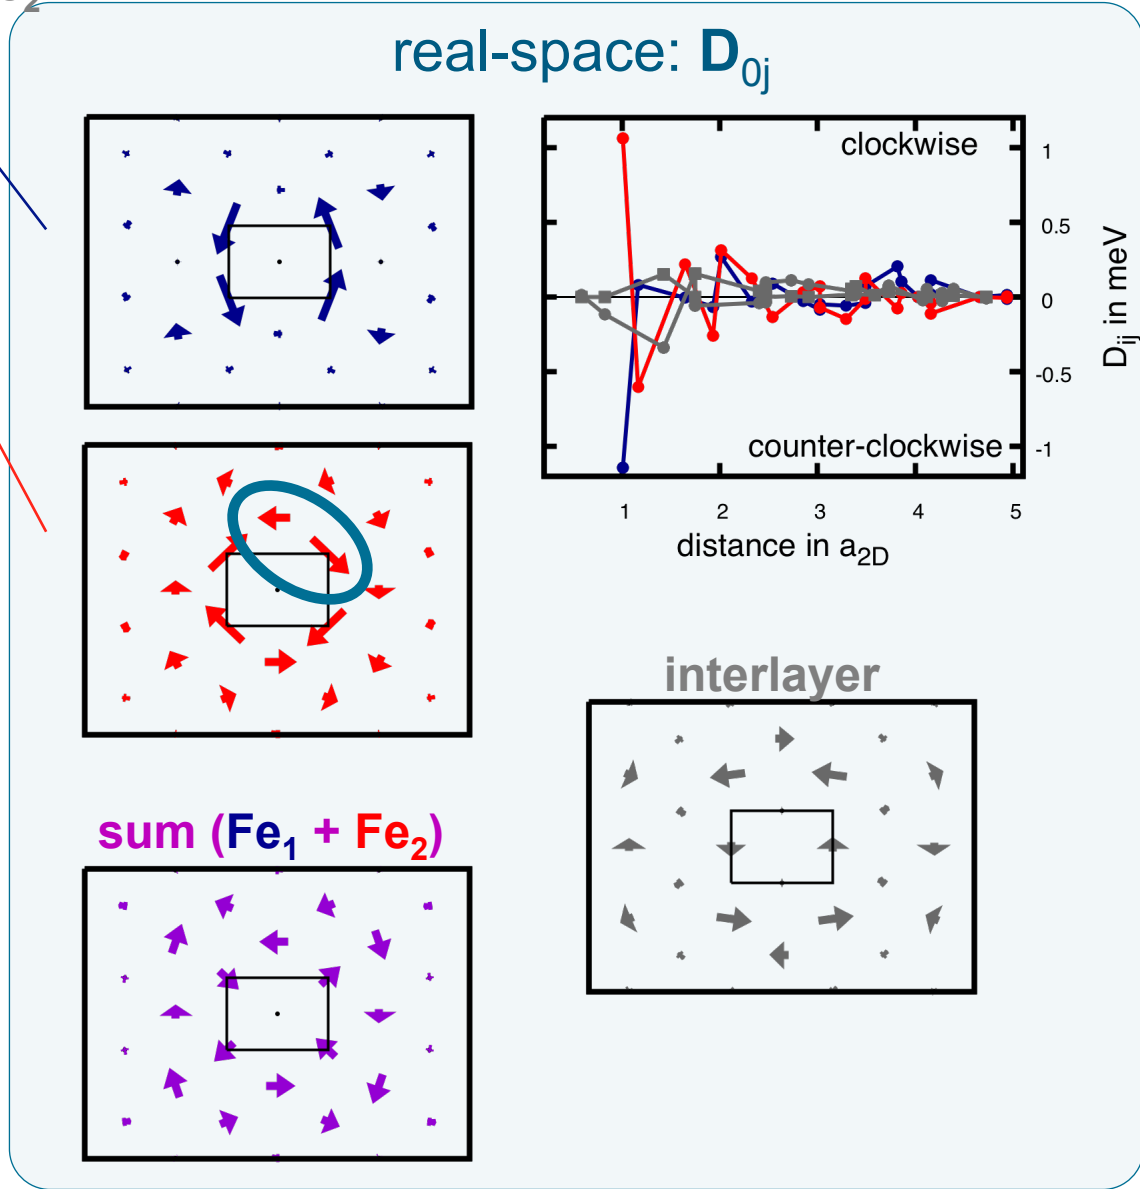 2
real-space: D0j
clockwise
counter-clockwise
1
0.5
0
-0.5
-1
Dij in meV
1 2 3 4 5
distance in a2D
interlayer
sum (Fe1 + Fe2)